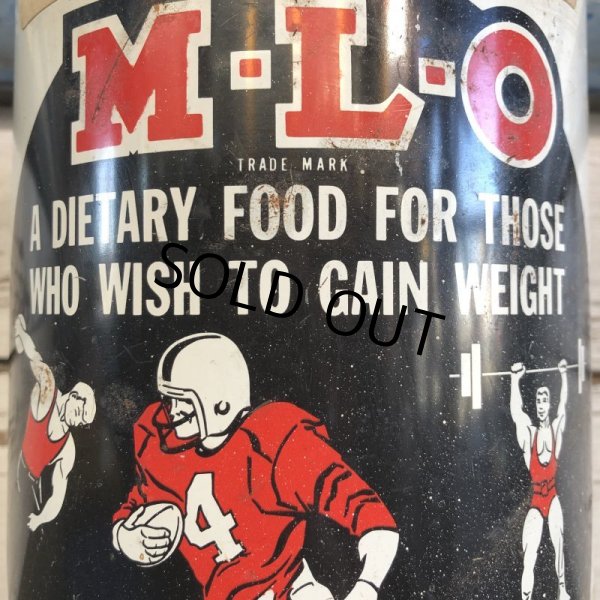 M·L·O
TRADE MARK
A DIETARY FOOD FOR THOSE
WHO WISH TO GAIN WEIGHT
SOLD OUT
4